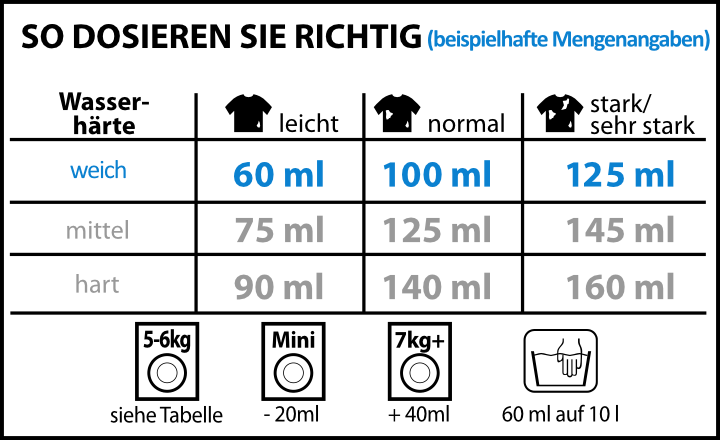 SO DOSIEREN SIE RICHTIG (beispielhafte Mengenangaben)
Wasser-
härte
leicht
normal
stark/
sehr stark
weich 60 ml 100 ml 125 ml
mittel 75 ml 125 ml 145 ml
hart 90 ml 140 ml 160 ml
5-6kg Mini 7kg+
siehe Tabelle - 20ml + 40ml 60 ml auf 10 l